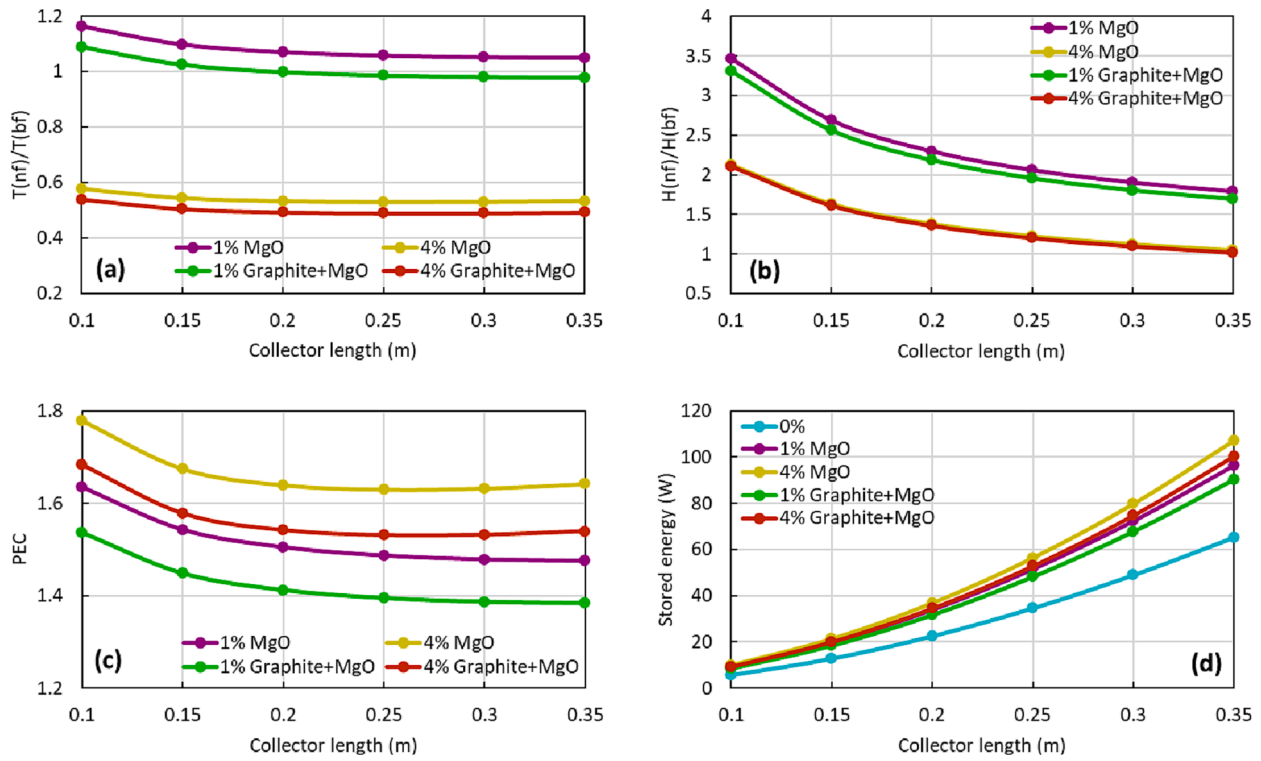 T(nf)/T(bf)
1.2
1
1.2
0.6
0.4
0.2
1% MgO
4% MgO
1% Graphite+MgO
4% Graphite+MgO
(a)
0.1 0.15 0.2 0.25 0.3 0.35
Collector length (m)
H(nf)/H(bf)
4
3.5
3
2.5
2
1.5
1
0.5
1% MgO
4% MgO
1% Graphite+MgO
4% Graphite+MgO
(b)
0.1 0.15 0.2 0.25 0.3 0.35
Collector length (m)
PEC
1.8
1.6
1.4
1.2
1% MgO
4% MgO
1% Graphite+MgO
4% Graphite+MgO
(c)
0.1 0.15 0.2 0.25 0.3 0.35
Collector length (m)
Stored energy (W)
120
100
80
60
40
20
0
0%
1% MgO
4% MgO
1% Graphite+MgO
4% Graphite+MgO
(d)
0.1 0.15 0.2 0.25 0.3 0.35
Collector length (m)